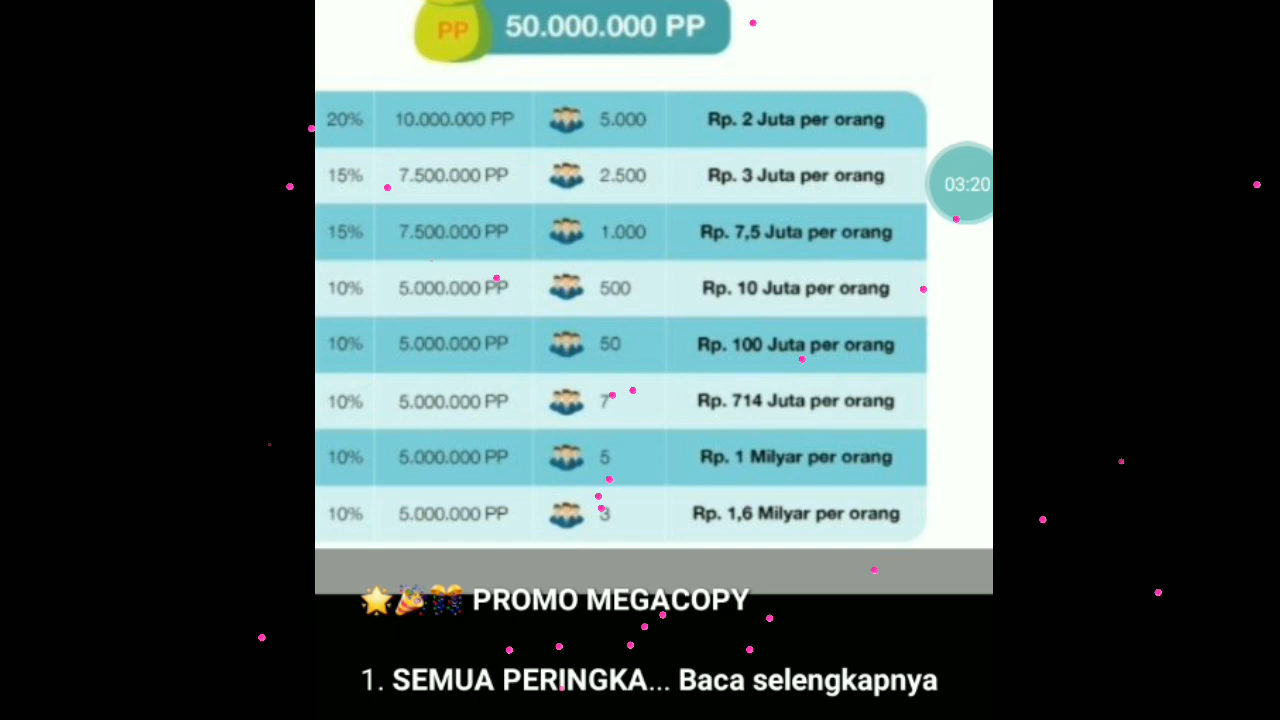 PP 50.000.000 PP
20% 10.000.000 PP 5.000 Rp. 2 Juta per orang
15% 7.500.000 PP 2.500 Rp. 3 Juta per orang
15% 7.500.000 PP 1.000 Rp. 7,5 Juta per orang
10% 5.000.000 PP 500 Rp. 10 Juta per orang
10% 5.000.000 PP 50 Rp. 100 Juta per orang
10% 5.000.000 PP 7 Rp. 714 Juta per orang
10% 5.000.000 PP 5 Rp. 1 Milyar per orang
10% 5.000.000 PP 3 Rp. 1,6 Milyar per orang
03:20
🌟🎉🎊 PROMO MEGACOPY
1. SEMUA PERINGKA... Baca selengkapnya